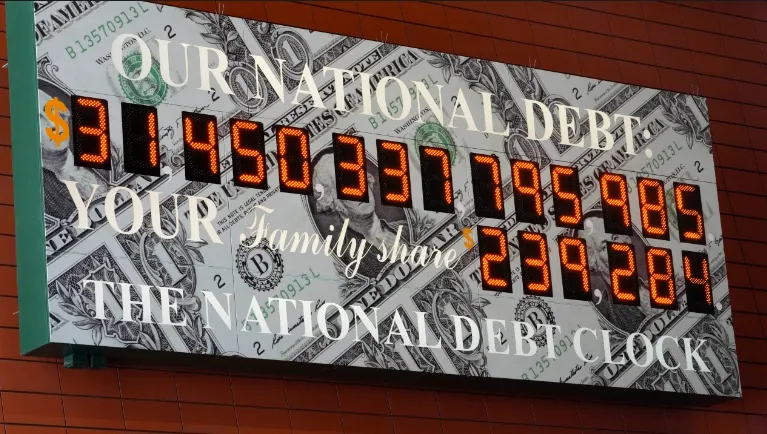 OUR NATIONAL DEBT:
$31,450,337,795,985
YOUR Family share $239,284
THE NATIONAL DEBT CLOCK